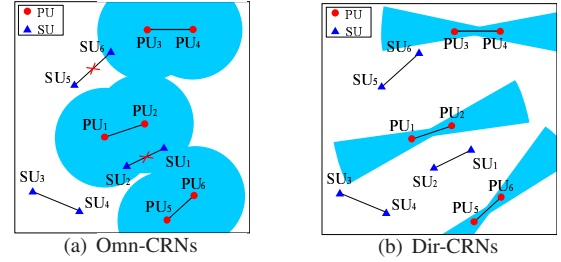 PU
SU
SU6
PU3
PU4
SU5
PU2
PU1
SU1
SU2
SU3
PU6
SU4
PU5
(a) Omn-CRNs
PU
SU
SU6
PU3
PU4
SU5
PU2
PU1
SU1
SU2
SU3
PU6
SU4
PU5
(b) Dir-CRNs